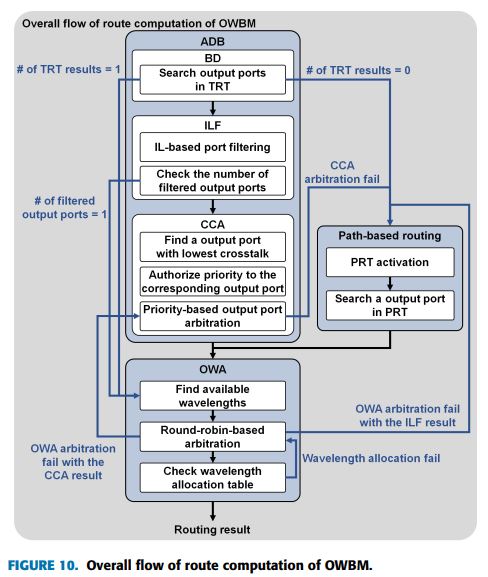 Overall flow of route computation of OWBM
ADB
BD
# of TRT results = 1
Search output ports
in TRT
# of TRT results = 0
ILF
IL-based port filtering
Check the number of
filtered output ports
# of filtered
output ports = 1
CCA
arbitration fail
CCA
Find a output port
with lowest crosstalk
Authorize priority to the
corresponding output port
Priority-based output port
arbitration
Path-based routing
PRT activation
Search a output port
in PRT
OWA
Find available
wavelengths
Round-robin-based
arbitration
Check wavelength
allocation table
OWA arbitration
fail with the
CCA result
OWA arbitration fail
with the ILF result
Wavelength allocation fail
Routing result
FIGURE 10. Overall flow of route computation of OWBM.